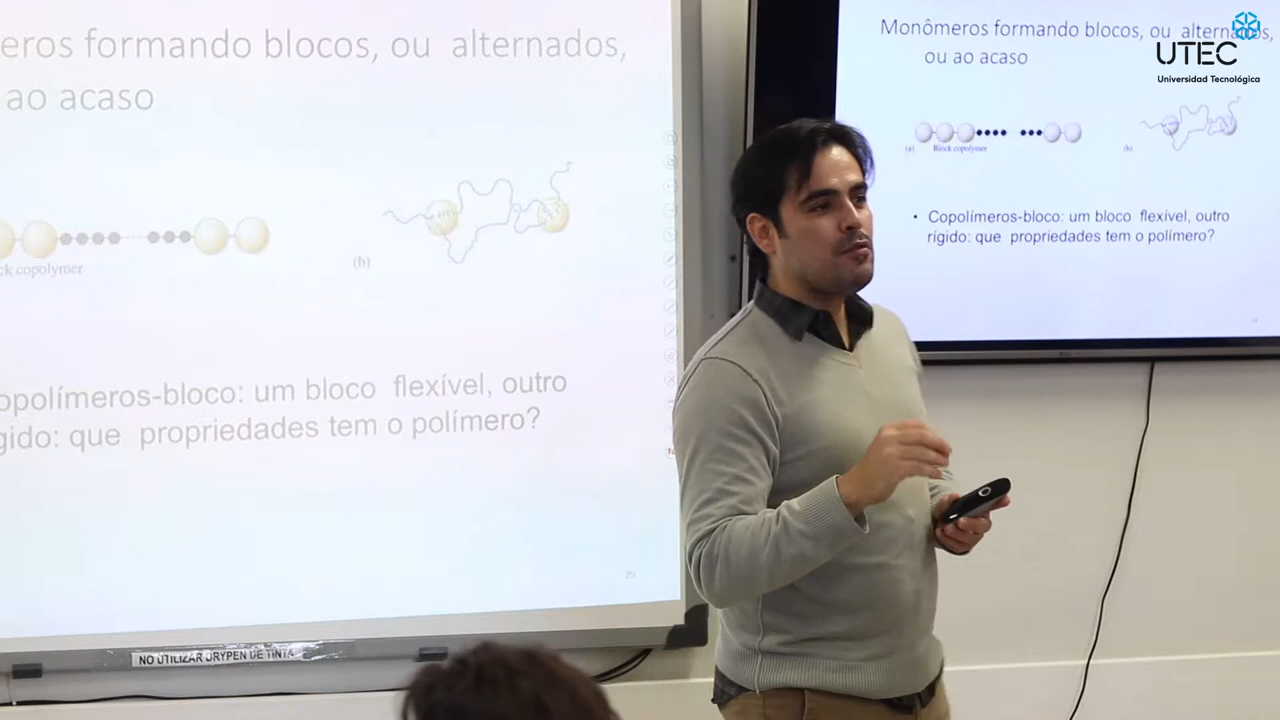 eros formando blocos, ou alternados,
ao acaso
ck copolymer
(b)
opolímeros-bloco: um bloco flexível, outro
gido: que propriedades tem o polímero?
29
NO UTILIZAR DRYPEN DE TINTA
Monômeros formando blocos, ou alternados,
ou ao acaso
UTEC
Universidad Tecnológica
(a) Block copolymer
(b)
• Copolímeros-bloco: um bloco flexível, outro
rígido: que propriedades tem o polímero?